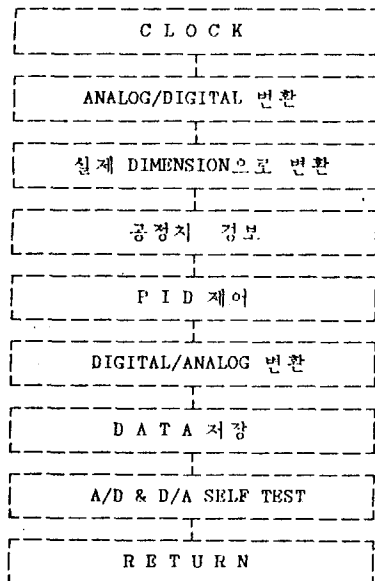 C L O C K
ANALOG/DIGITAL 변환
실제 DIMENSION으로 변환
공정치 경보
P I D 제어
DIGITAL/ANALOG 변환
D A T A 저장
A/D & D/A SELF TEST
R E T U R N